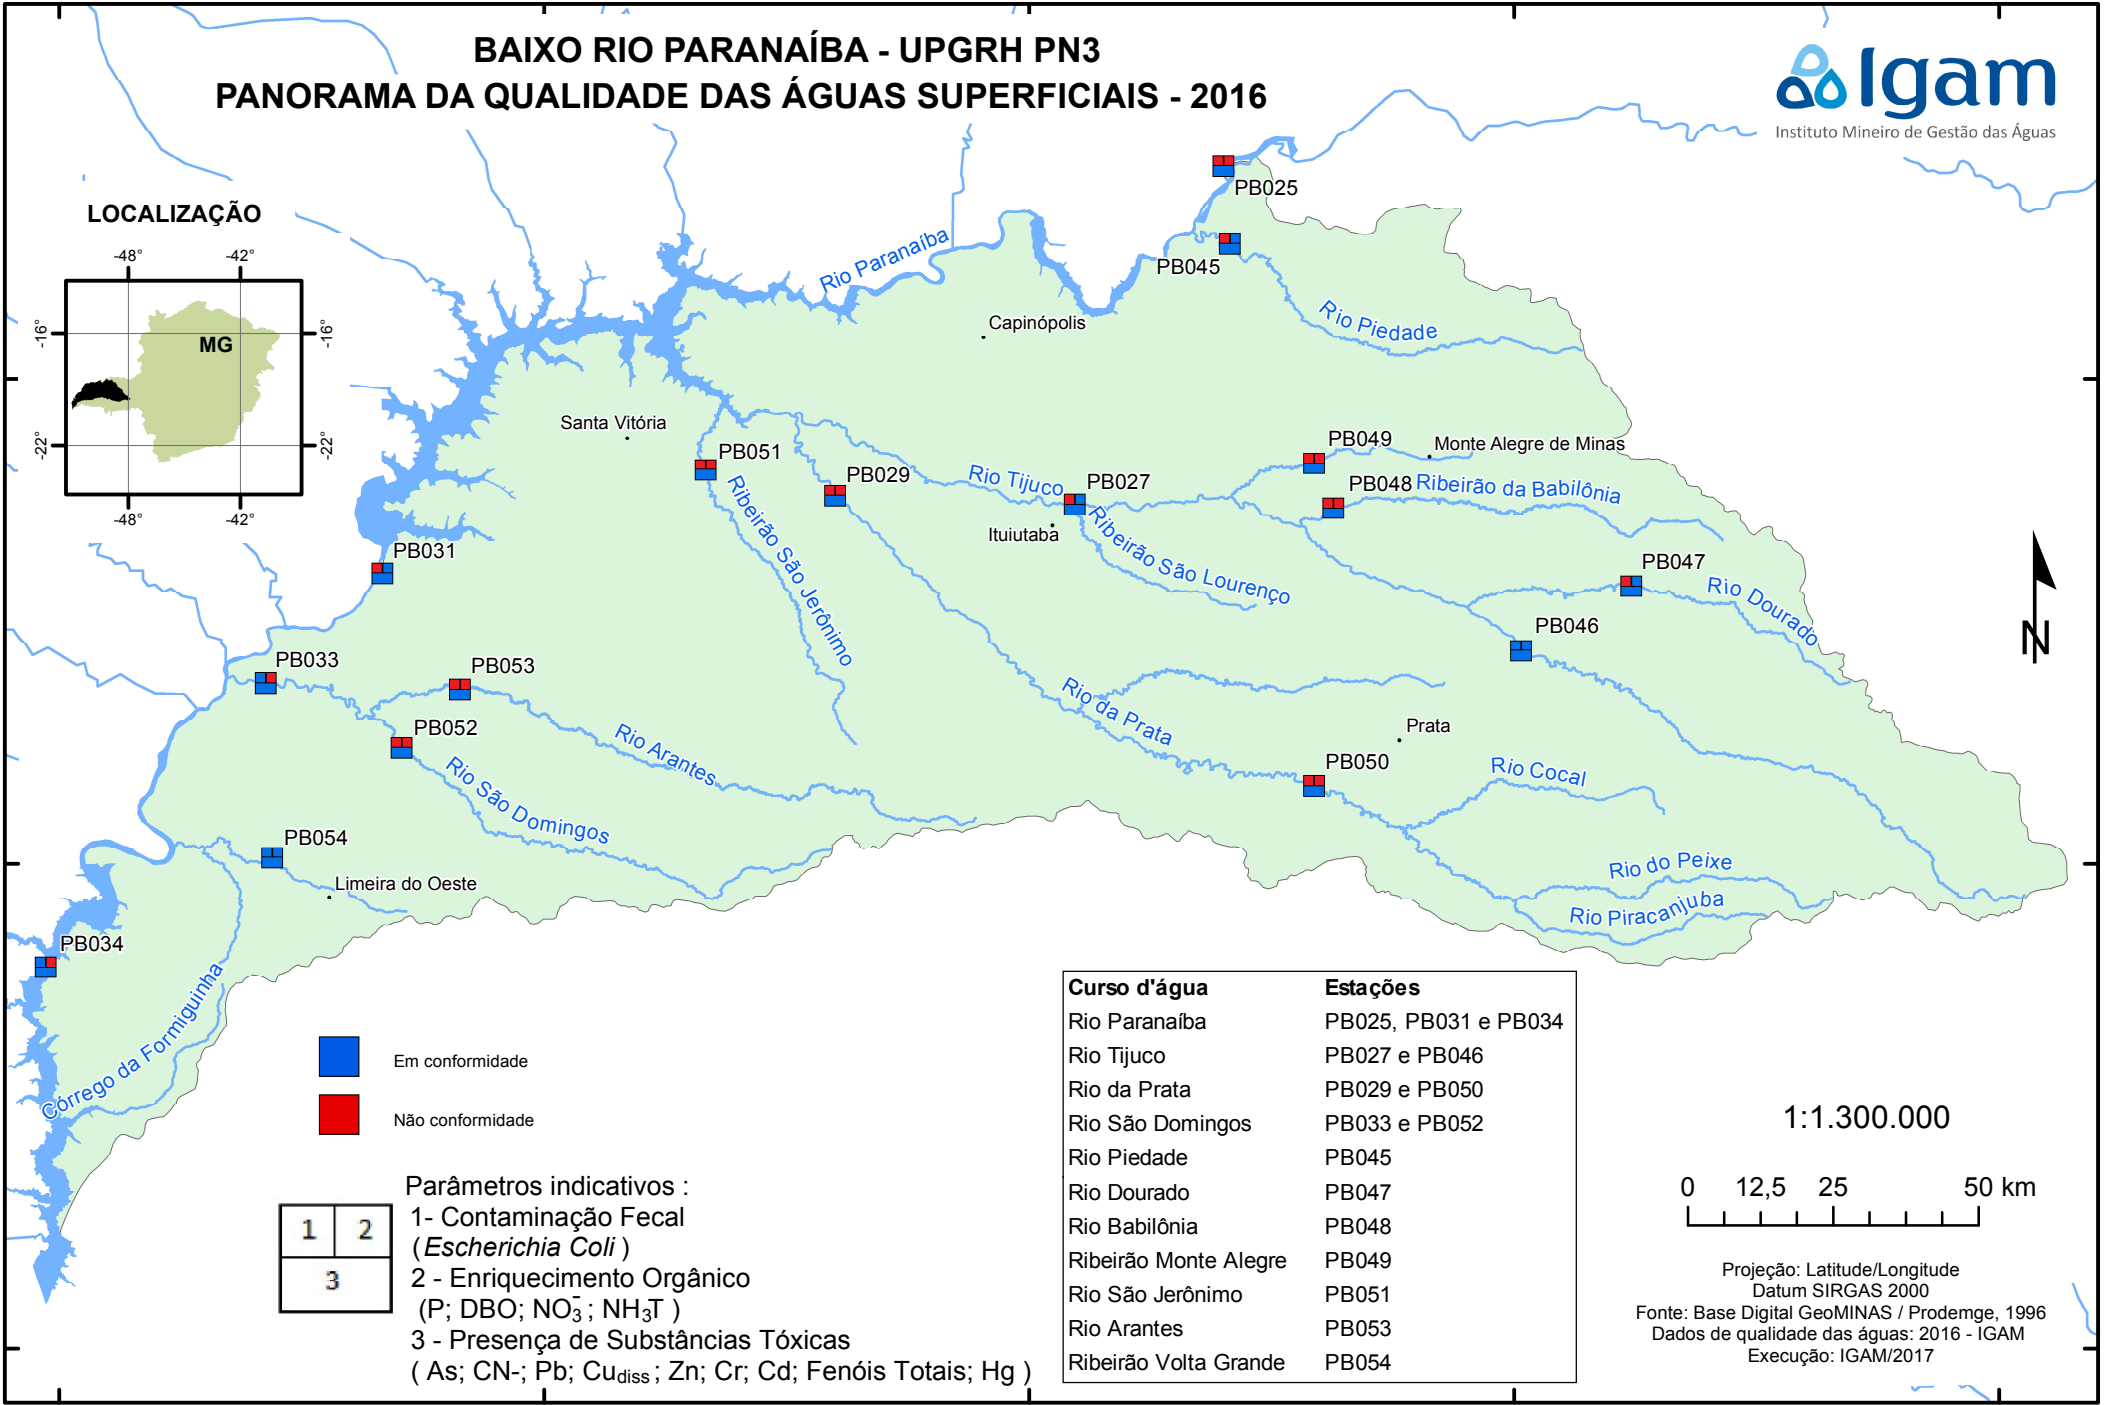 BAIXO RIO PARANAÍBA - UPGRH PN3
PANORAMA DA QUALIDADE DAS ÁGUAS SUPERFICIAIS - 2016
Igam
Instituto Mineiro de Gestão das Águas
LOCALIZAÇÃO
-48°
-42°
-16°
-16°
MG
-22°
-22°
-48°
-42°
PB025
PB045
Rio Paranaíba
Rio Piedade
Capinópolis
Santa Vitória
PB051
PB029
Rio Tijuco
PB027
PB049
Monte Alegre de Minas
PB048
Ribeirão da Babilônia
Ituiutaba
Ribeirão São Lourenço
Ribeirão São Jerônimo
PB031
PB047
Rio Dourado
PB046
PB033
PB053
PB052
Rio Arantes
Rio São Domingos
Rio da Prata
Prata
PB050
Rio Cocal
PB054
Limeira do Oeste
Rio do Peixe
Rio Piracanjuba
PB034
Córrego da Formiguinha
Em conformidade
Não conformidade
Parâmetros indicativos :
1- Contaminação Fecal
(Escherichia Coli )
2 - Enriquecimento Orgânico
(P; DBO; NO₃⁻; NH₃T )
3 - Presença de Substâncias Tóxicas
( As; CN-; Pb; Cudiss ; Zn; Cr; Cd; Fenóis Totais; Hg )
1 2
3
Curso d'água Estações
Rio Paranaíba PB025, PB031 e PB034
Rio Tijuco PB027 e PB046
Rio da Prata PB029 e PB050
Rio São Domingos PB033 e PB052
Rio Piedade PB045
Rio Dourado PB047
Rio Babilônia PB048
Ribeirão Monte Alegre PB049
Rio São Jerônimo PB051
Rio Arantes PB053
Ribeirão Volta Grande PB054
N
1:1.300.000
0 12,5 25 50 km
Projeção: Latitude/Longitude
Datum SIRGAS 2000
Fonte: Base Digital GeoMINAS / Prodemge, 1996
Dados de qualidade das águas: 2016 - IGAM
Execução: IGAM/2017